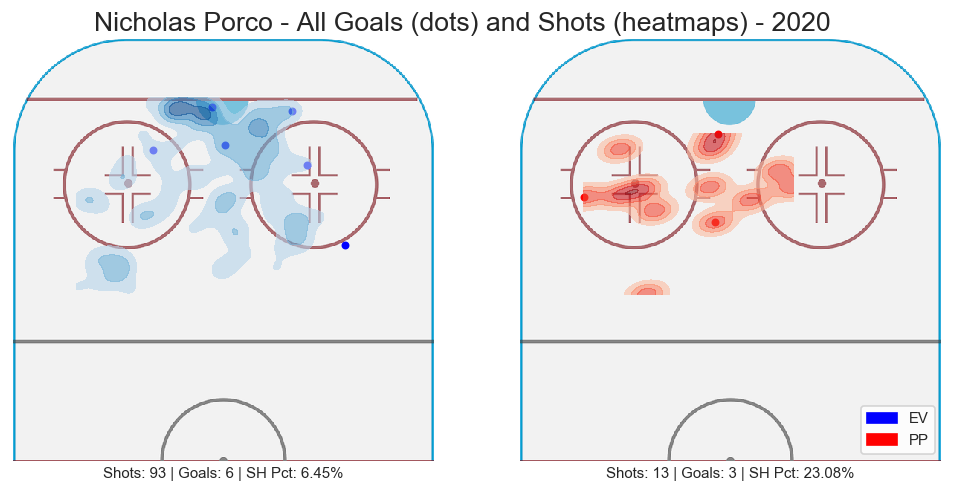 Nicholas Porco - All Goals (dots) and Shots (heatmaps) - 2020
EV
PP
Shots: 93 | Goals: 6 | SH Pct: 6.45%
Shots: 13 | Goals: 3 | SH Pct: 23.08%